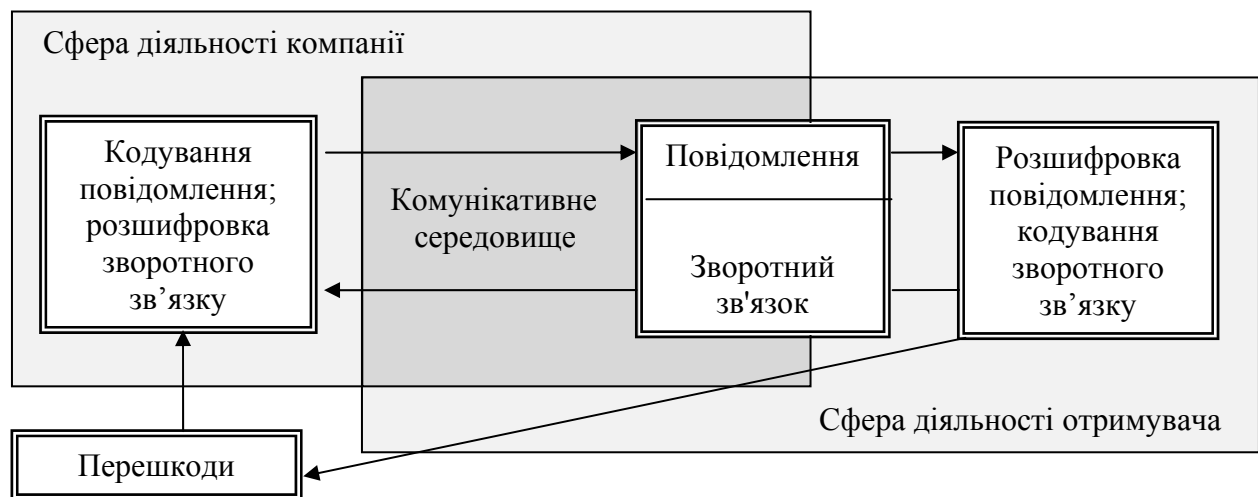 Сфера діяльності компанії
Кодування
повідомлення;
розшифровка
зворотного
зв’язку
Комунікативне
середовище
Повідомлення
Зворотний
зв'язок
Розшифровка
повідомлення;
кодування
зворотного
зв’язку
Сфера діяльності отримувача
Перешкоди